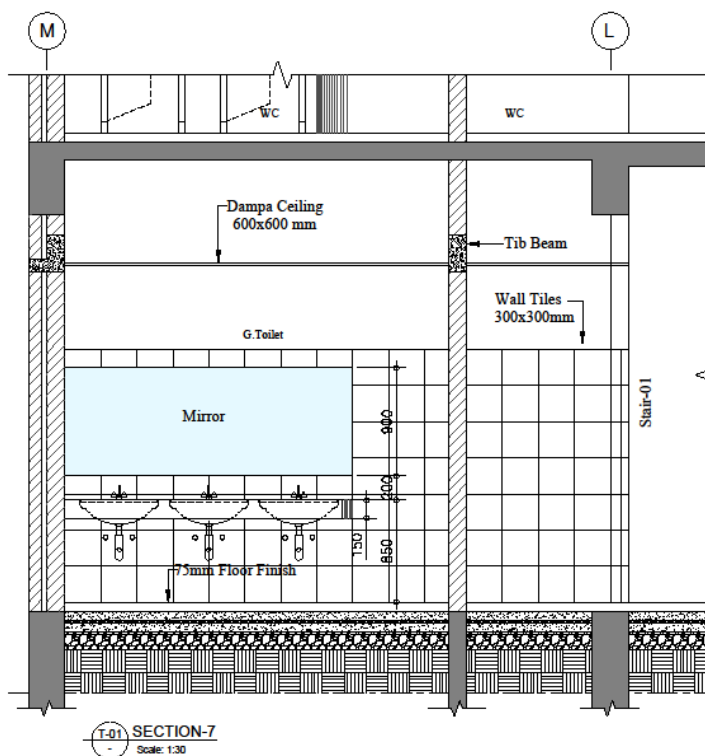 M
L
WC
WC
Dampa Ceiling
600x600 mm
Tib Beam
Wall Tiles
300x300mm
G.Toilet
Mirror
900
200
150
850
Stair-01
75mm Floor Finish
T-01
-
SECTION-7
Scale: 1:30